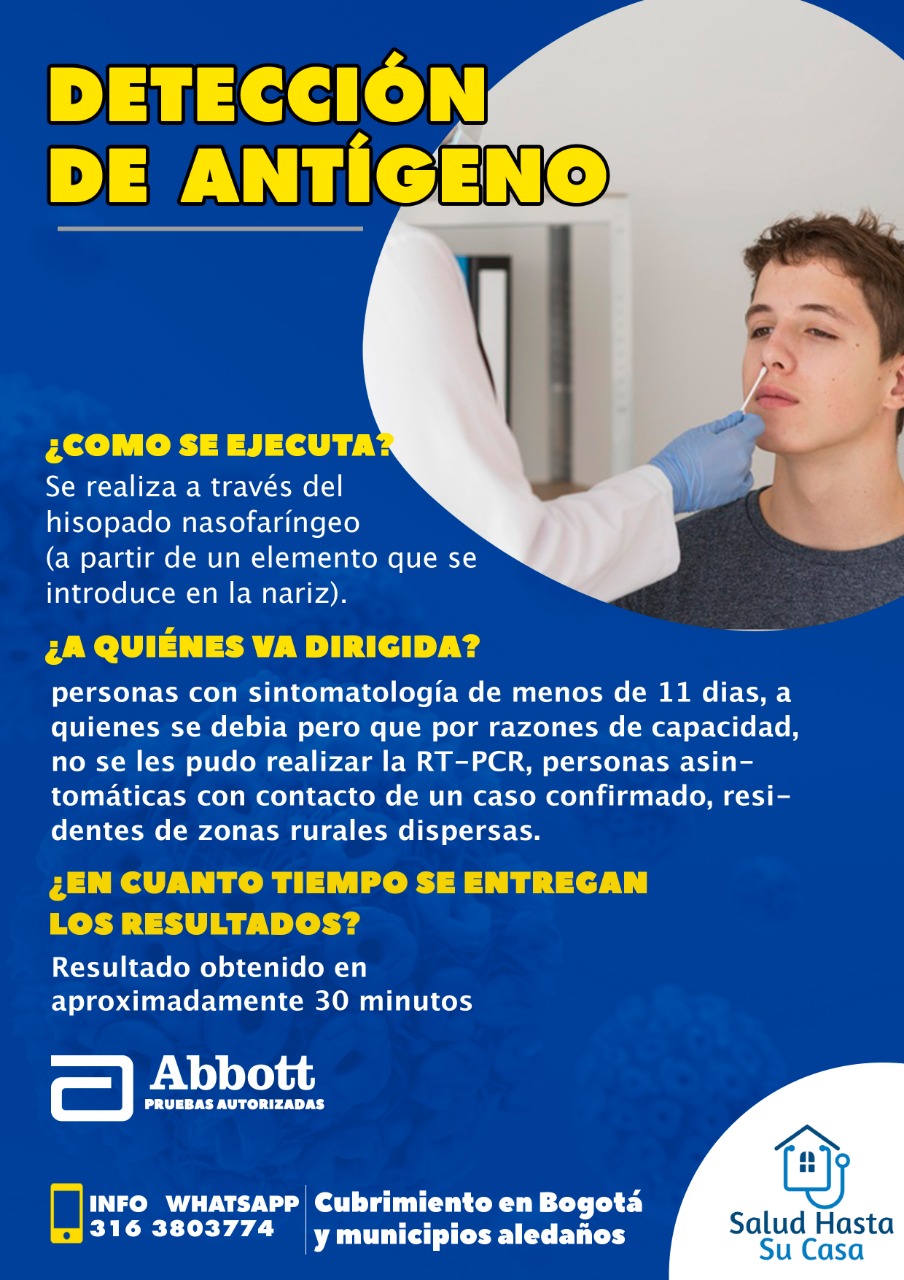 DETECCIÓN
DE ANTÍGENO
¿COMO SE EJECUTA?
Se realiza a través del
hisopado nasofaríngeo
(a partir de un elemento que se
introduce en la nariz).
¿A QUIÉNES VA DIRIGIDA?
personas con sintomatología de menos de 11 dias, a
quienes se debia pero que por razones de capacidad,
no se les pudo realizar la RT-PCR, personas asin-
tomáticas con contacto de un caso confirmado, resi-
dentes de zonas rurales dispersas.
¿EN CUANTO TIEMPO SE ENTREGAN
LOS RESULTADOS?
Resultado obtenido en
aproximadamente 30 minutos
Abbott
PRUEBAS AUTORIZADAS
INFO WHATSAPP
316 3803774
Cubrimiento en Bogotá
y municipios aledaños
Salud Hasta
Su Casa